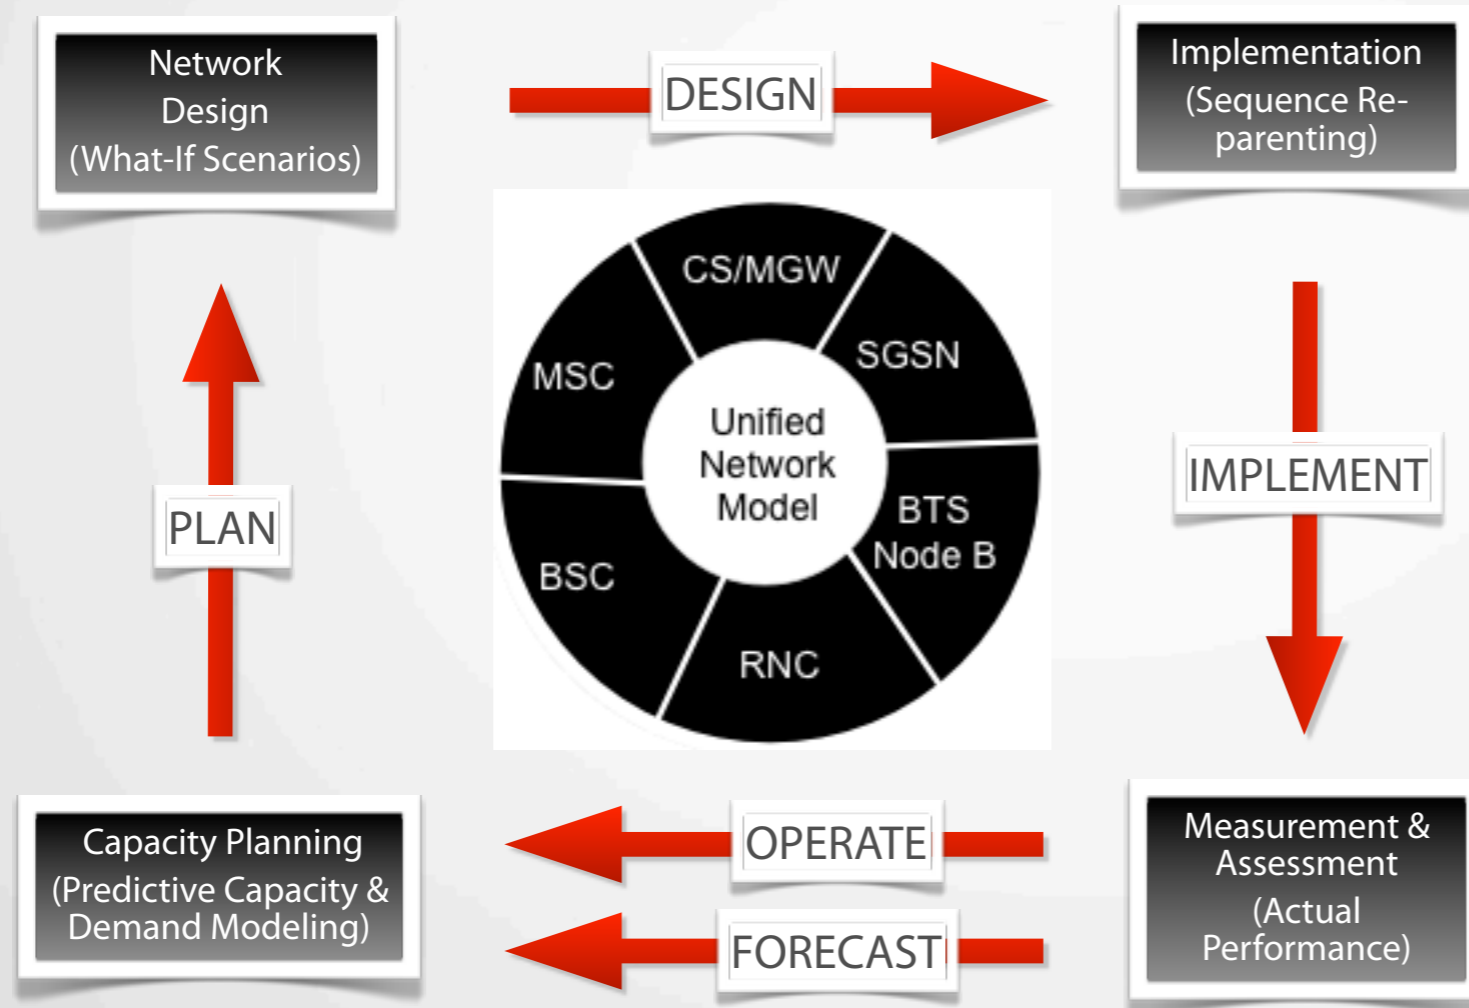 Network
Design
(What-If Scenarios)
DESIGN
Implementation
(Sequence Re-
parenting)
CS/MGW
MSC
SGSN
Unified
Network
Model
BTS
Node B
BSC
RNC
PLAN
IMPLEMENT
Capacity Planning
(Predictive Capacity &
Demand Modeling)
OPERATE
FORECAST
Measurement &
Assessment
(Actual
Performance)